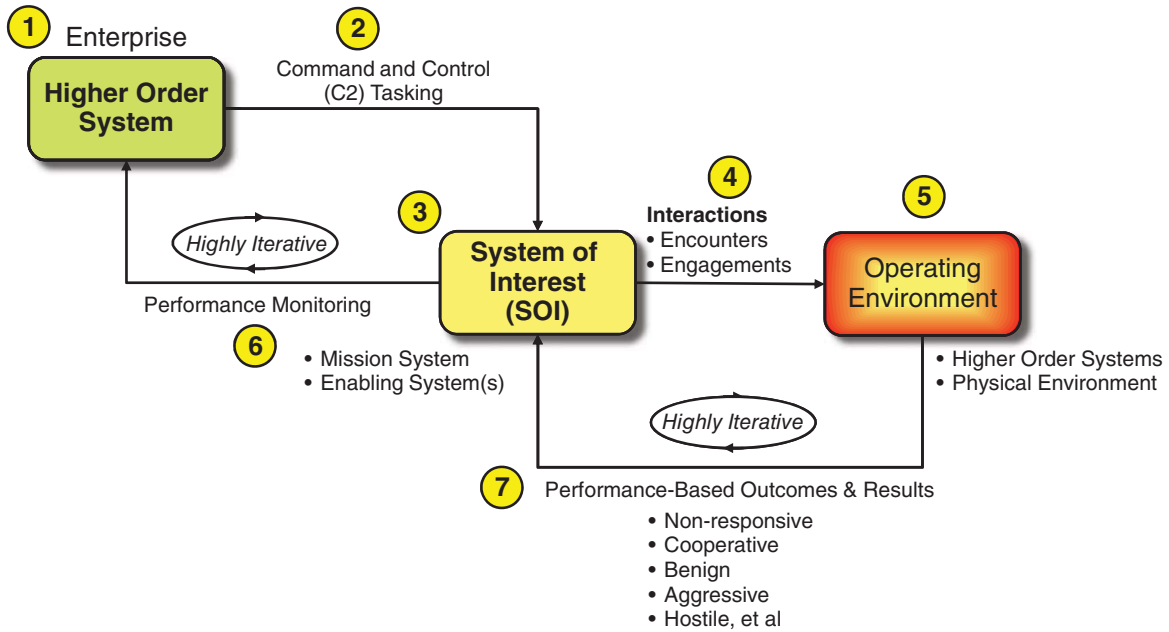 1
Enterprise
Higher Order
System
2
Command and Control
(C2) Tasking
Highly Iterative
Performance Monitoring
6
3
System of
Interest
(SOI)
• Mission System
• Enabling System(s)
4
Interactions
• Encounters
• Engagements
5
Operating
Environment
• Higher Order Systems
• Physical Environment
Highly Iterative
7
Performance-Based Outcomes & Results
• Non-responsive
• Cooperative
• Benign
• Aggressive
• Hostile, et al